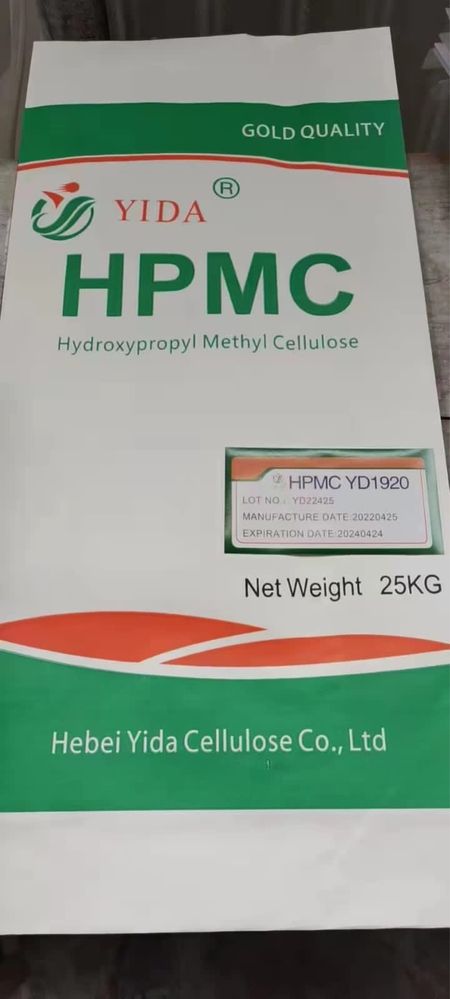 GOLD QUALITY
YIDA ®
HPMC
Hydroxypropyl Methyl Cellulose
HPMC YD1920
LOT NO.: YD22425
MANUFACTURE DATE:20220425
EXPIRATION DATE:20240424
Net Weight 25KG
Hebei Yida Cellulose Co., Ltd